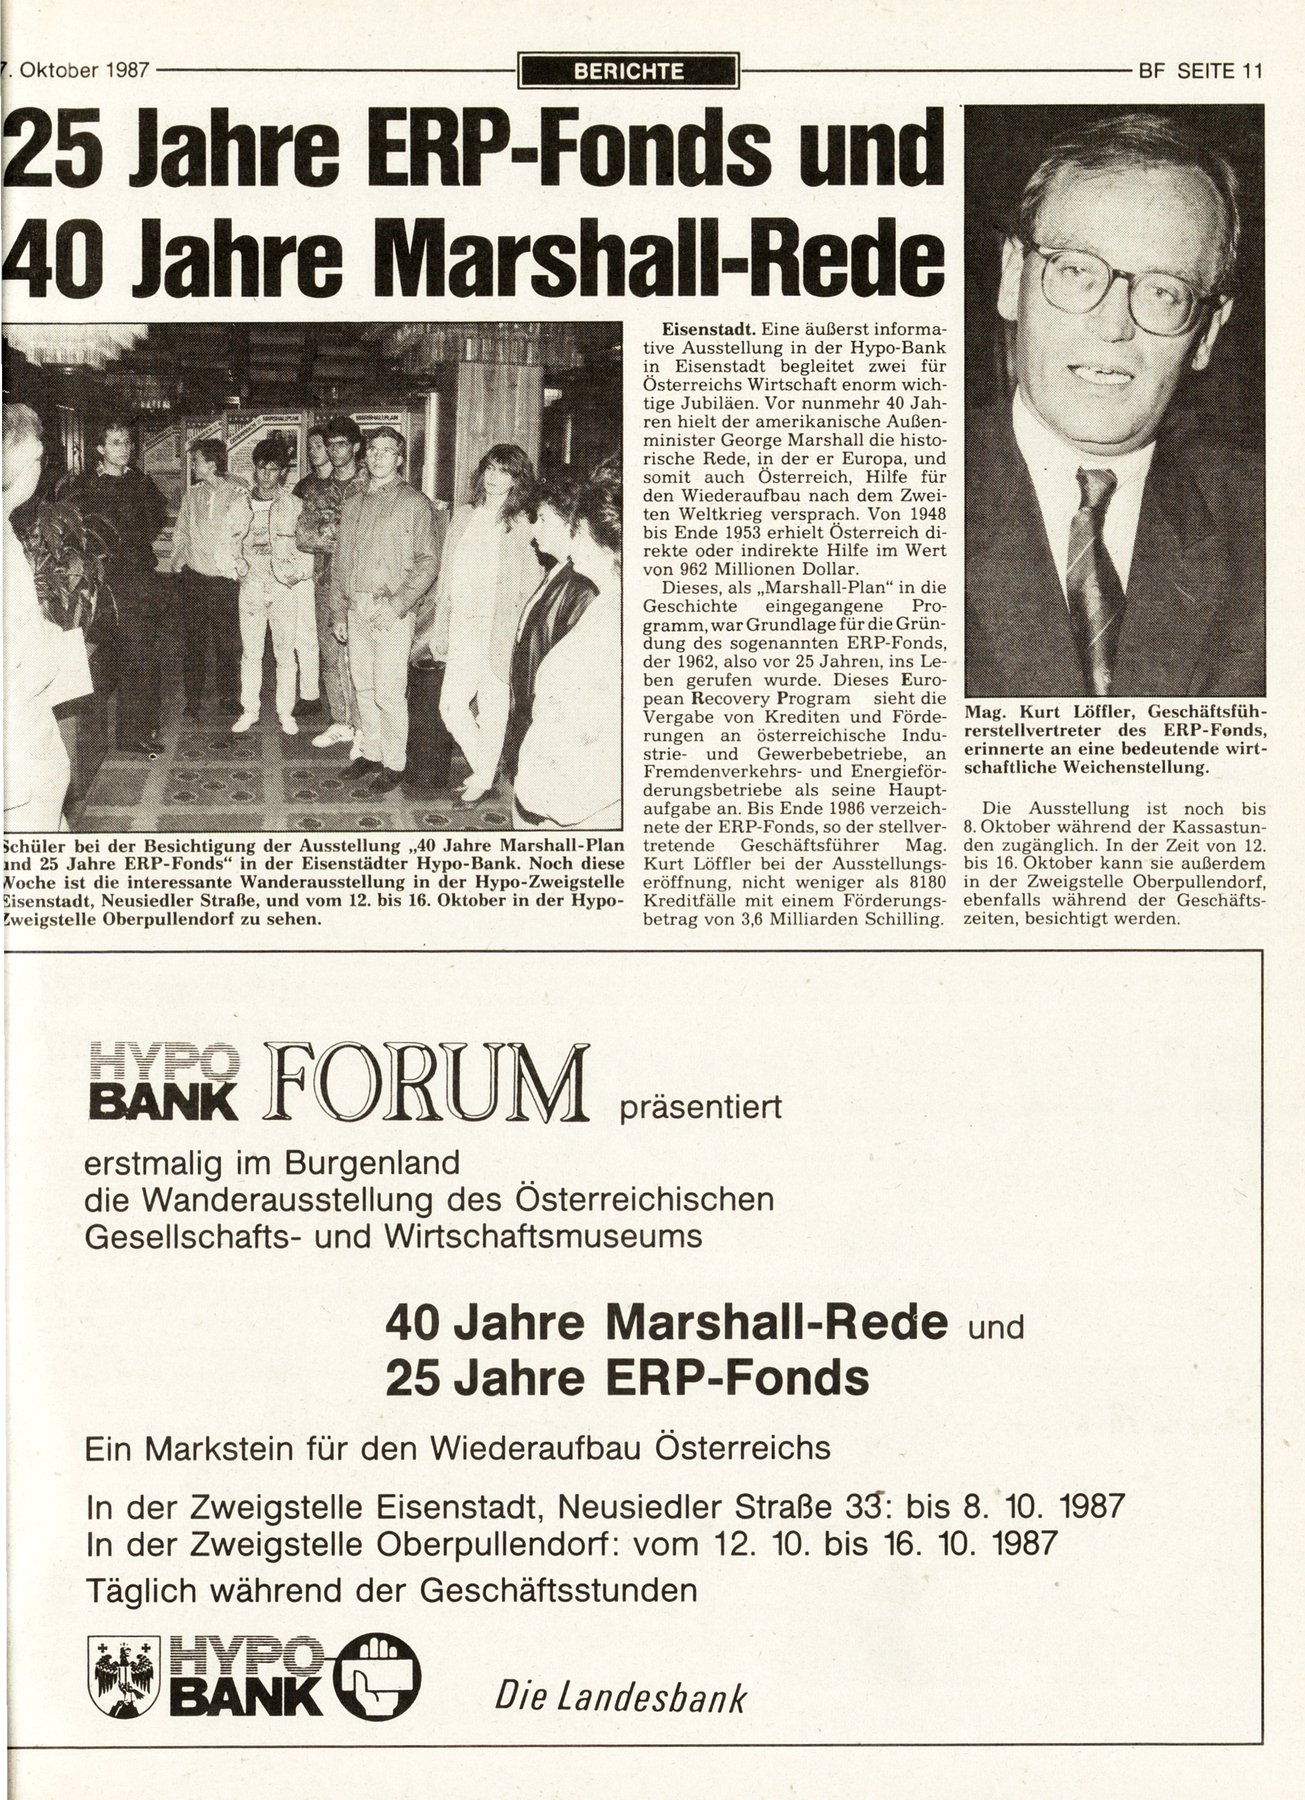 7. Oktober 1987
BERICHTE
BF SEITE 11
25 Jahre ERP-Fonds und
40 Jahre Marshall-Rede
MARSHALLPLAN
MARSHALLPLAN
Schüler bei der Besichtigung der Ausstellung „40 Jahre Marshall-Plan
und 25 Jahre ERP-Fonds“ in der Eisenstädter Hypo-Bank. Noch diese
Woche ist die interessante Wanderausstellung in der Hypo-Zweigstelle
Eisenstadt, Neusiedler Straße, und vom 12. bis 16. Oktober in der Hypo-
Zweigstelle Oberpullendorf zu sehen.
Eisenstadt. Eine äußerst informa-
tive Ausstellung in der Hypo-Bank
in Eisenstadt begleitet zwei für
Österreichs Wirtschaft enorm wich-
tige Jubiläen. Vor nunmehr 40 Jah-
ren hielt der amerikanische Außen-
minister George Marshall die histo-
rische Rede, in der er Europa, und
somit auch Österreich, Hilfe für
den Wiederaufbau nach dem Zwei-
ten Weltkrieg versprach. Von 1948
bis Ende 1953 erhielt Österreich di-
rekte oder indirekte Hilfe im Wert
von 962 Millionen Dollar.
Dieses, als „Marshall-Plan“ in die
Geschichte eingegangene Pro-
gramm, war Grundlage für die Grün-
dung des sogenannten ERP-Fonds,
der 1962, also vor 25 Jahren, ins Le-
ben gerufen wurde. Dieses Euro-
pean Recovery Program sieht die
Vergabe von Krediten und Förde-
rungen an österreichische Indu-
strie- und Gewerbebetriebe, an
Fremdenverkehrs- und Energieför-
derungsbetriebe als seine Haupt-
aufgabe an. Bis Ende 1986 verzeich-
nete der ERP-Fonds, so der stellver-
tretende Geschäftsführer Mag.
Kurt Löffler bei der Ausstellungs-
eröffnung, nicht weniger als 8180
Kreditfälle mit einem Förderungs-
betrag von 3,6 Milliarden Schilling.
Mag. Kurt Löffler, Geschäftsfüh-
rerstellvertreter des ERP-Fonds,
erinnerte an eine bedeutende wirt-
schaftliche Weichenstellung.
Die Ausstellung ist noch bis
8. Oktober während der Kassastun-
den zugänglich. In der Zeit von 12.
bis 16. Oktober kann sie außerdem
in der Zweigstelle Oberpullendorf,
ebenfalls während der Geschäfts-
zeiten, besichtigt werden.
HYPO
BANK FORUM präsentiert
erstmalig im Burgenland
die Wanderausstellung des Österreichischen
Gesellschafts- und Wirtschaftsmuseums
40 Jahre Marshall-Rede und
25 Jahre ERP-Fonds
Ein Markstein für den Wiederaufbau Österreichs
In der Zweigstelle Eisenstadt, Neusiedler Straße 33: bis 8. 10. 1987
In der Zweigstelle Oberpullendorf: vom 12. 10. bis 16. 10. 1987
Täglich während der Geschäftsstunden
HYPO
BANK
Die Landesbank